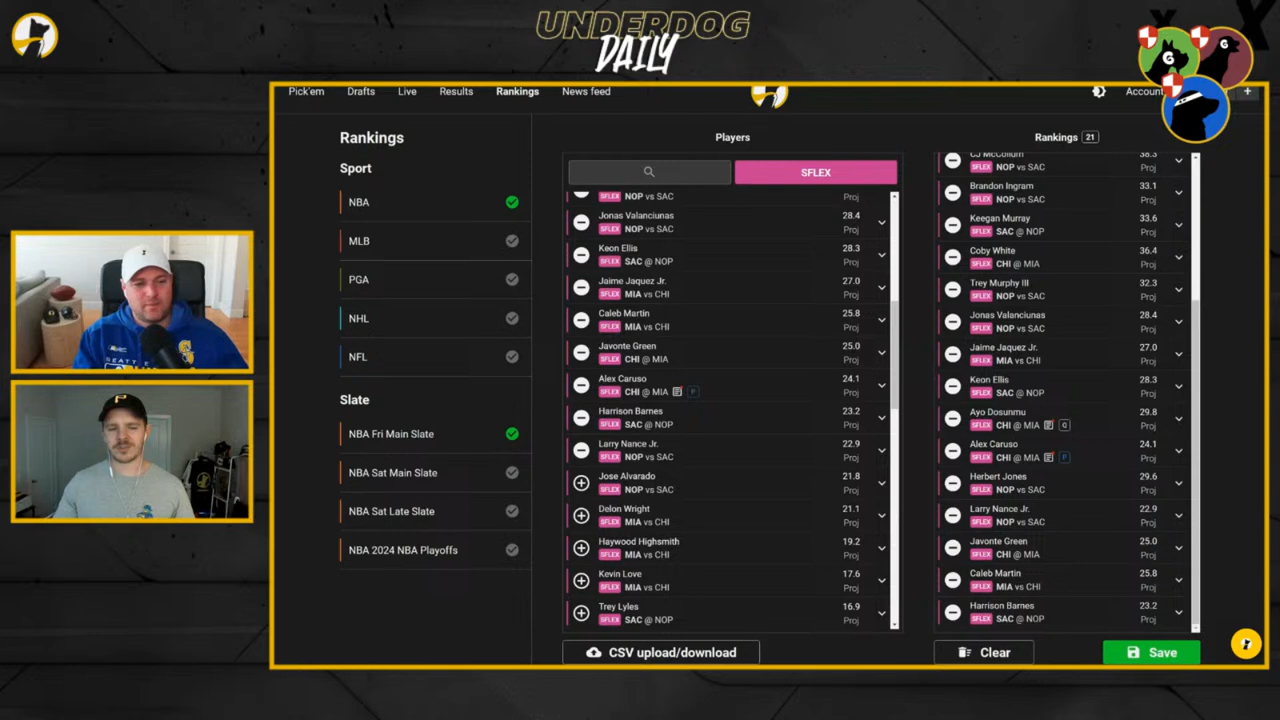 UNDERDOG
DAILY
Pick'em Drafts Live Results Rankings News feed Account +
Rankings
Sport
NBA
MLB
PGA
NHL
NFL
Slate
NBA Fri Main Slate
NBA Sat Main Slate
NBA Sat Late Slate
NBA 2024 NBA Playoffs
Players
SFLEX
SFLEX NOP vs SAC Proj
Jonas Valanciunas 28.4
SFLEX NOP vs SAC Proj
Keon Ellis 28.3
SFLEX SAC @ NOP Proj
Jaime Jaquez Jr. 27.0
SFLEX MIA vs CHI Proj
Caleb Martin 25.8
SFLEX MIA vs CHI Proj
Javonte Green 25.0
SFLEX CHI @ MIA Proj
Alex Caruso 24.1
SFLEX CHI @ MIA P Proj
Harrison Barnes 23.2
SFLEX SAC @ NOP Proj
Larry Nance Jr. 22.9
SFLEX NOP vs SAC Proj
Jose Alvarado 21.8
SFLEX NOP vs SAC Proj
Delon Wright 21.1
SFLEX MIA vs CHI Proj
Haywood Highsmith 19.2
SFLEX MIA vs CHI Proj
Kevin Love 17.6
SFLEX MIA vs CHI Proj
Trey Lyles 16.9
SFLEX SAC @ NOP Proj
CSV upload/download
Rankings 21
CJ McCollum 38.3
SFLEX NOP vs SAC Proj
Brandon Ingram 33.1
SFLEX NOP vs SAC Proj
Keegan Murray 33.6
SFLEX SAC @ NOP Proj
Coby White 36.4
SFLEX CHI @ MIA Proj
Trey Murphy III 32.3
SFLEX NOP vs SAC Proj
Jonas Valanciunas 28.4
SFLEX NOP vs SAC Proj
Jaime Jaquez Jr. 27.0
SFLEX MIA vs CHI Proj
Keon Ellis 28.3
SFLEX SAC @ NOP Proj
Ayo Dosunmu 29.8
SFLEX CHI @ MIA Q Proj
Alex Caruso 24.1
SFLEX CHI @ MIA P Proj
Herbert Jones 29.6
SFLEX NOP vs SAC Proj
Larry Nance Jr. 22.9
SFLEX NOP vs SAC Proj
Javonte Green 25.0
SFLEX CHI @ MIA Proj
Caleb Martin 25.8
SFLEX MIA vs CHI Proj
Harrison Barnes 23.2
SFLEX SAC @ NOP Proj
Clear
Save
G
G
P